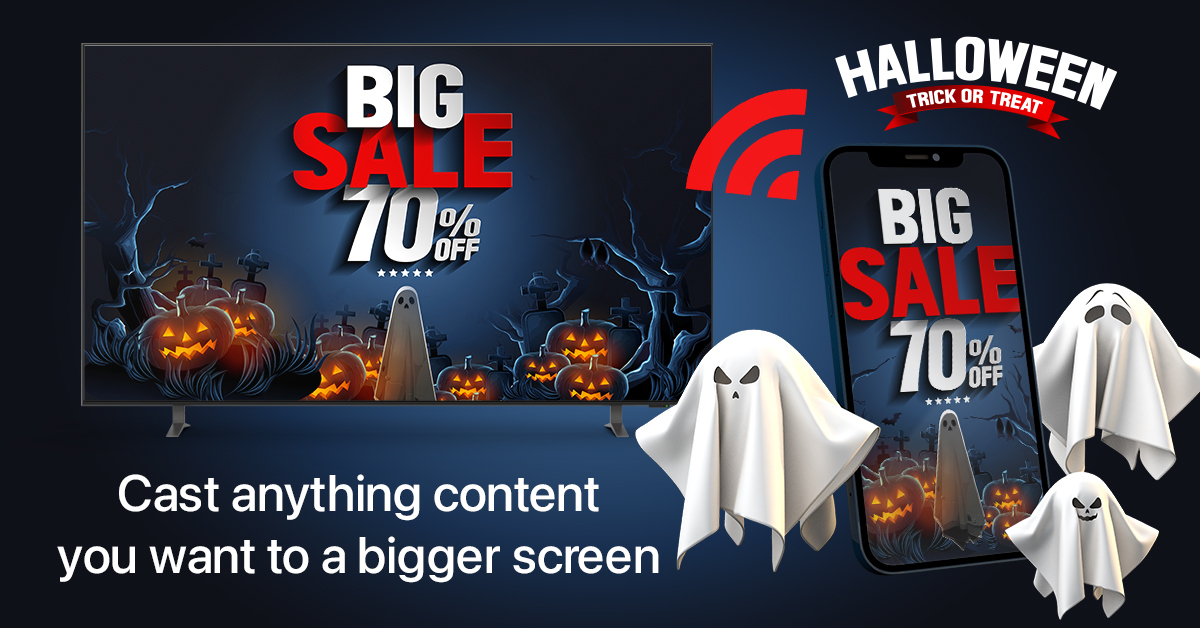 BIG
SALE
70% OFF
HALLOWEEN
TRICK OR TREAT
BIG
SALE
70% OFF
Cast anything content
you want to a bigger screen